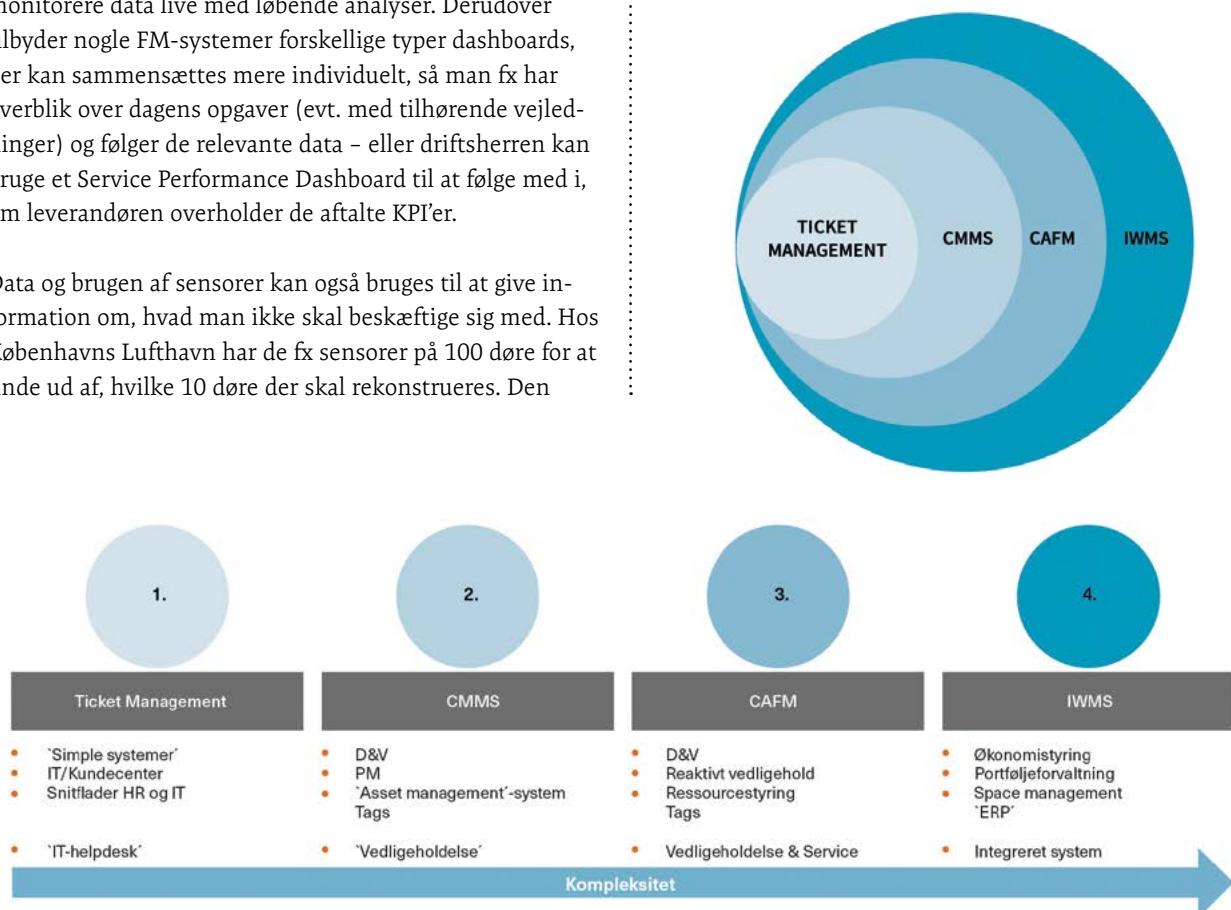 monitorere data live med løbende analyser. Derudover
ilbyder nogle FM-systemer forskellige typer dashboards,
er kan sammensættes mere individuelt, så man fx har
verblik over dagens opgaver (evt. med tilhørende vejled-
ninger) og følger de relevante data – eller driftsherren kan
ruge et Service Performance Dashboard til at følge med i,
m leverandøren overholder de aftalte KPI'er.
Data og brugen af sensorer kan også bruges til at give in-
ormation om, hvad man ikke skal beskæftige sig med. Hos
Københavns Lufthavn har de fx sensorer på 100 døre for at
inde ud af, hvilke 10 døre der skal rekonstrueres. Den
TICKET
MANAGEMENT
CMMS
CAFM
IWMS
1.
2.
3.
4.
Ticket Management
CMMS
CAFM
IWMS
• `Simple systemer´
• IT/Kundecenter
• Snitflader HR og IT
• `IT-helpdesk´
• D&V
• PM
• `Asset management´-system
Tags
• `Vedligeholdelse´
• D&V
• Reaktivt vedligehold
• Ressourcestyring
Tags
• Vedligeholdelse & Service
• Økonomistyring
• Porteføljeforvaltning
• Space management
`ERP´
• Integreret system
Kompleksitet